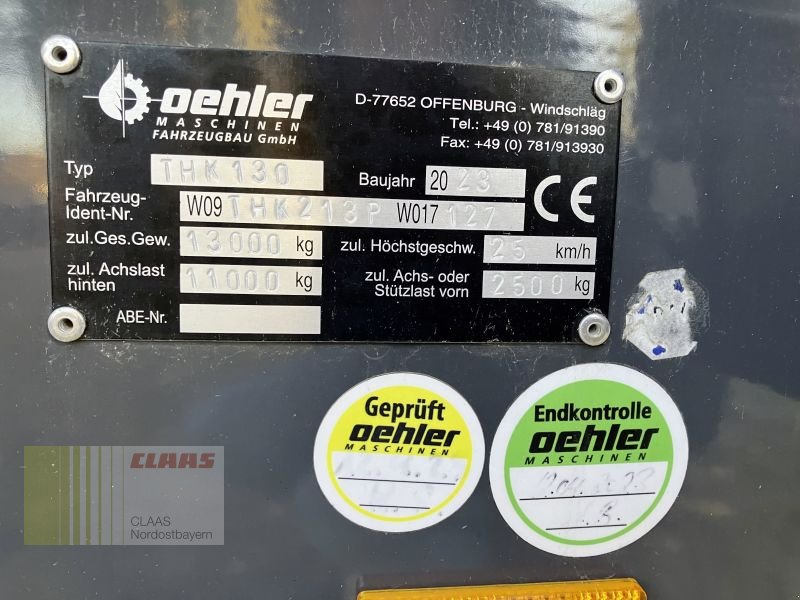 oehler
MASCHINEN
FAHRZEUGBAU GmbH
D-77652 OFFENBURG - Windschläg
Tel.: +49 (0) 781/91390
Fax: +49 (0) 781/913930
Typ THK 130
Baujahr 20 23
Fahrzeug-
Ident-Nr. W09 THK213P W017 127
CE
zul.Ges.Gew. 13000 kg
zul. Höchstgeschw. 25 km/h
zul. Achslast
hinten 11000 kg
zul. Achs- oder
Stützlast vorn 2500 kg
ABE-Nr.
Geprüft
oehler
MASCHINEN
Endkontrolle
oehler
MASCHINEN
CLAAS
CLAAS
Nordostbayern